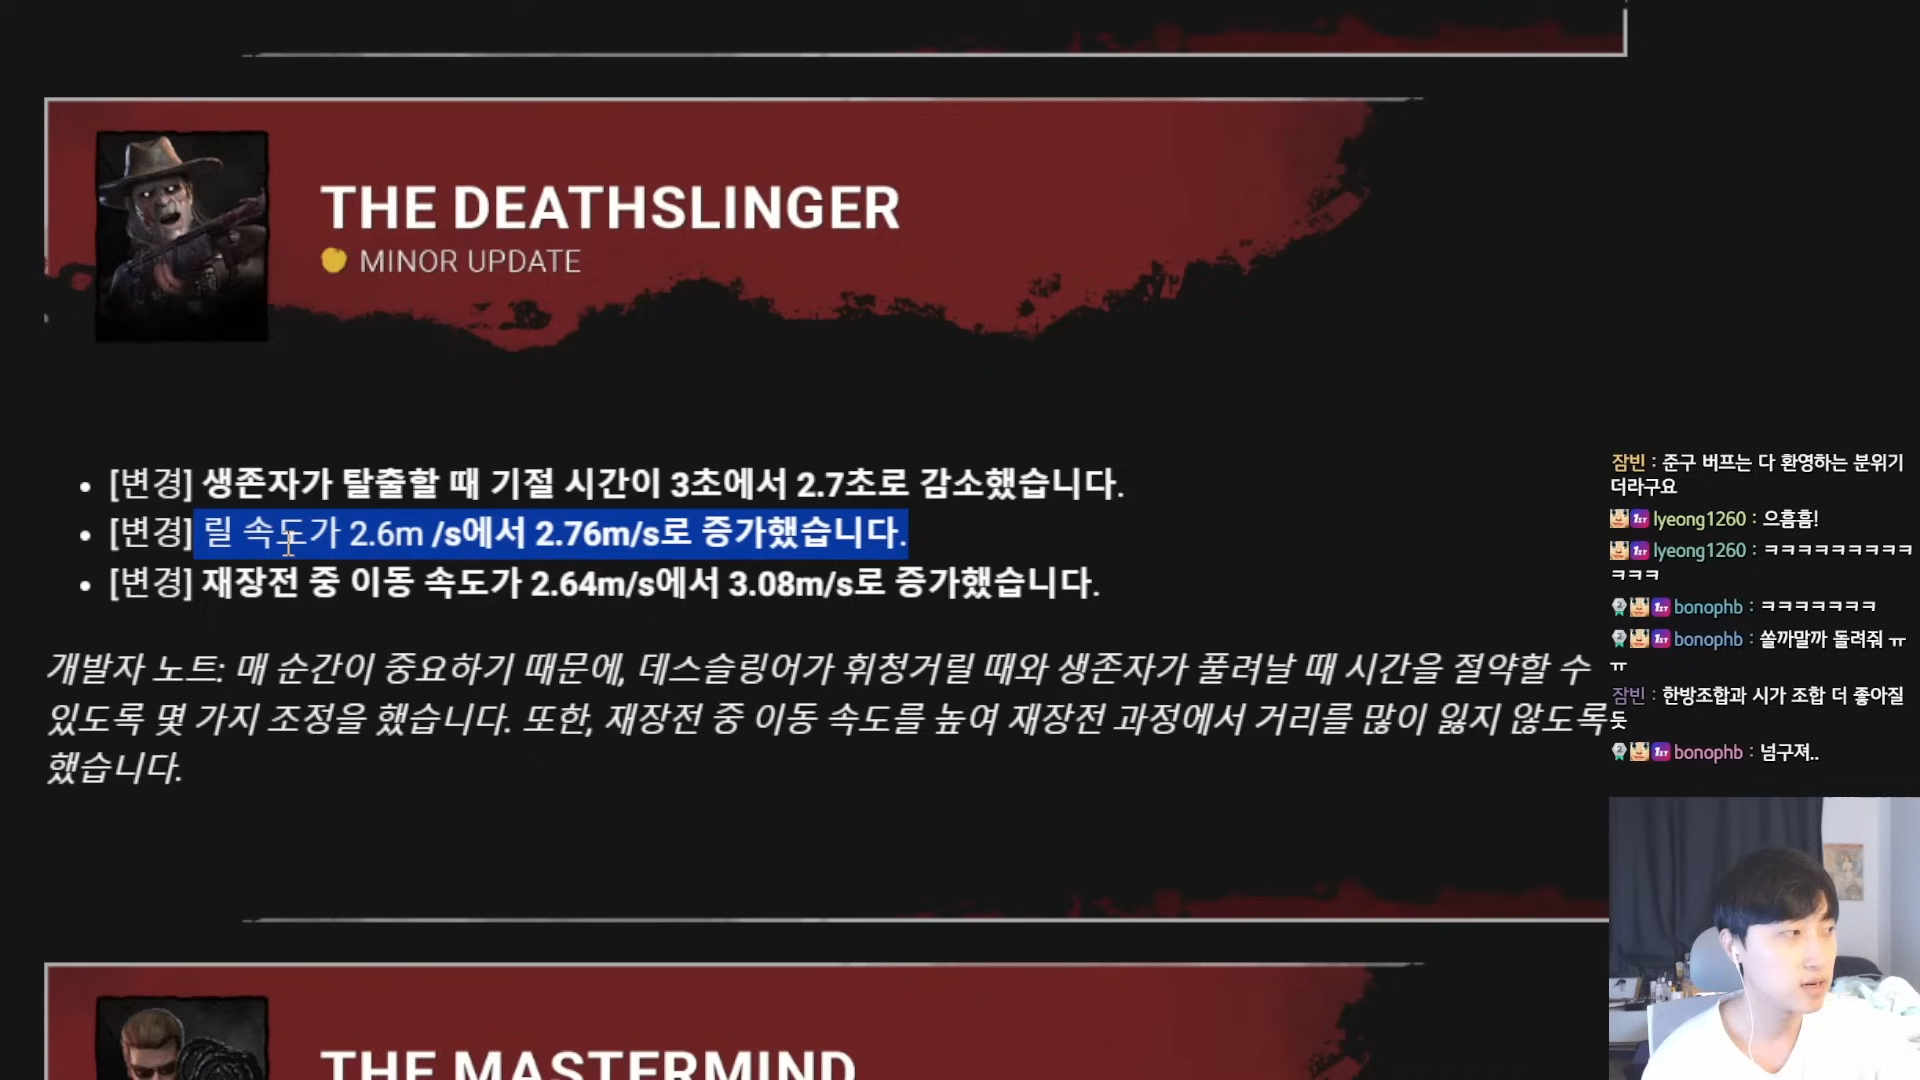 THE DEATHSLINGER
MINOR UPDATE
• [변경] 생존자가 탈출할 때 기절 시간이 3초에서 2.7초로 감소했습니다.
• [변경] 릴 속도가 2.6m /s에서 2.76m/s로 증가했습니다.
• [변경] 재장전 중 이동 속도가 2.64m/s에서 3.08m/s로 증가했습니다.
개발자 노트: 매 순간이 중요하기 때문에, 데스슬링어가 휘청거릴 때와 생존자가 풀려날 때 시간을 절약할 수
있도록 몇 가지 조정을 했습니다. 또한, 재장전 중 이동 속도를 높여 재장전 과정에서 거리를 많이 잃지 않도록
했습니다.
THE MASTERMIND
잠빈 : 준구 버프는 다 환영하는 분위기
더라구요
1ST lyeong1260 : 으흠흠!
1ST lyeong1260 : ㅋㅋㅋㅋㅋㅋㅋㅋㅋ
ㅋㅋㅋ
2 1ST bonophb : ㅋㅋㅋㅋㅋㅋㅋ
2 1ST bonophb : 쏠까말까 돌려줘 ㅠ
ㅠ
잠빈 : 한방조합과 시가 조합 더 좋아질
듯
2 1ST bonophb : 넘구져..